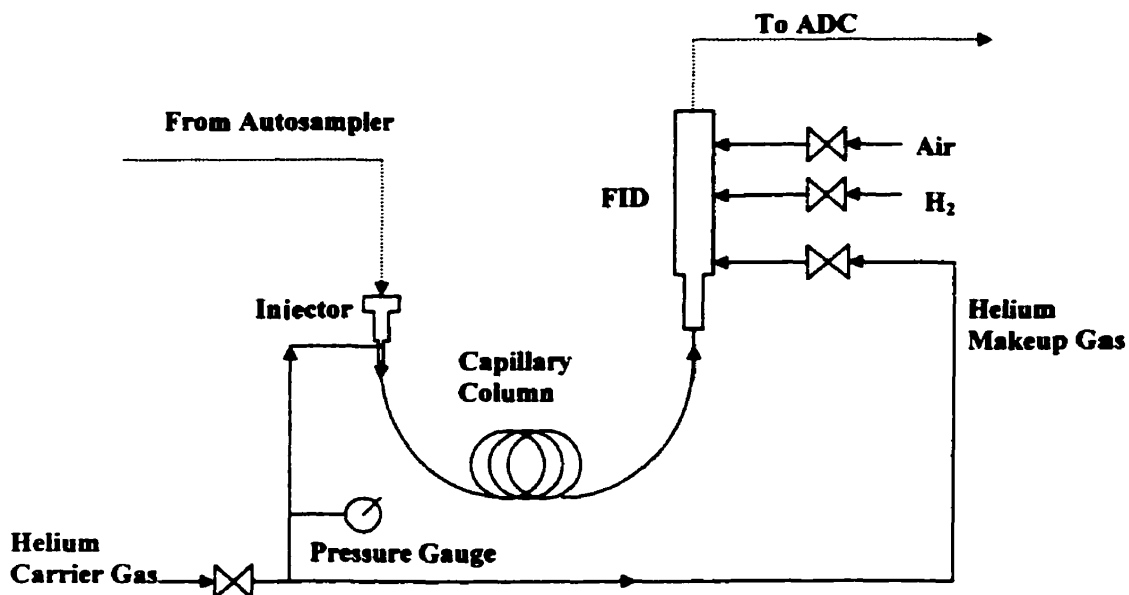 To ADC
From Autosampler
Air
FID
H₂
Injector
Helium
Makeup Gas
Capillary
Column
Pressure Gauge
Helium
Carrier Gas